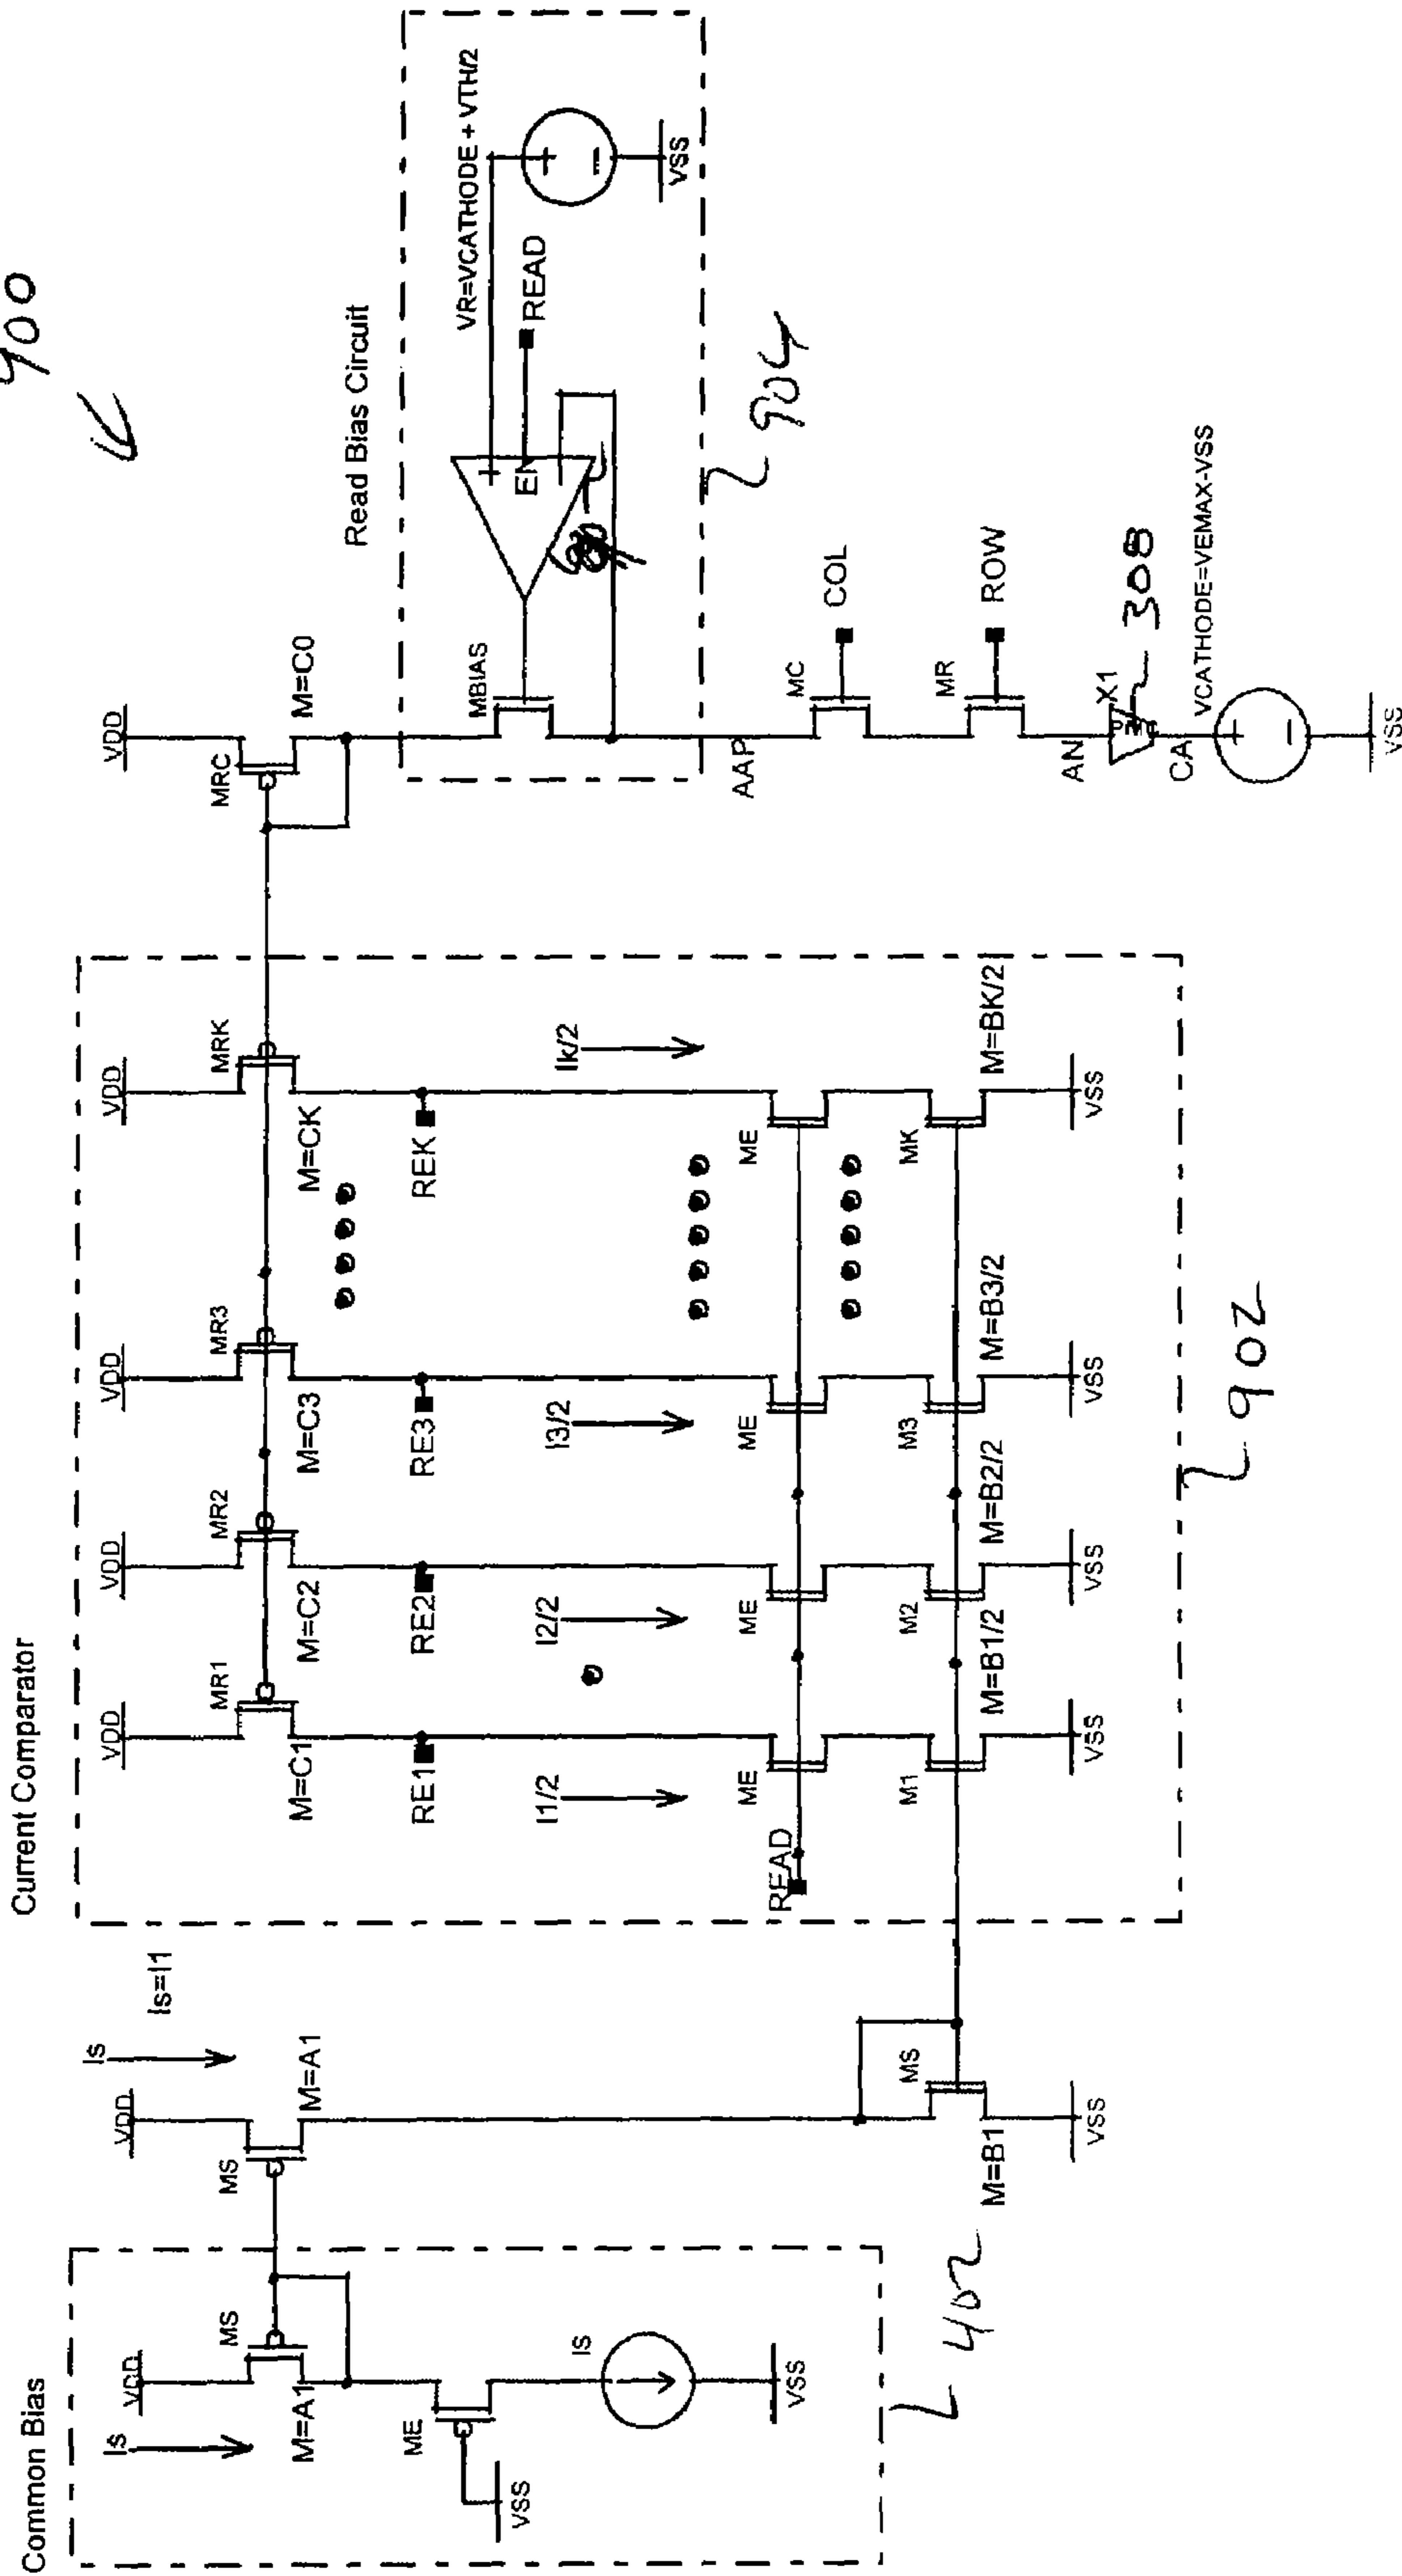 900
Common Bias
Is
VDD
MS
M=A1
ME
VSS
Is
VSS
402
Is
Is=I1
VDD
MS
M=A1
MS
M=B1
VSS
Current Comparator
VDD
VDD
VDD
VDD
MR1
MR2
MR3
MRK
M=C1
M=C2
M=C3
M=CK
RE1
RE2
RE3
REK
I1/2
I2/2
I3/2
Ik/2
READ
ME
ME
ME
ME
M1
M2
M3
MK
M=B1/2
M=B2/2
M=B3/2
M=BK/2
VSS
VSS
VSS
VSS
902
VDD
MRC
M=C0
Read Bias Circuit
MBIAS
+
EN
READ
VR=VCATHODE + VTH/2
+
VSS
904
AAP
MC
COL
MR
ROW
AN
X1
308
CA
VCATHODE=VEMAX-VSS
+
VSS